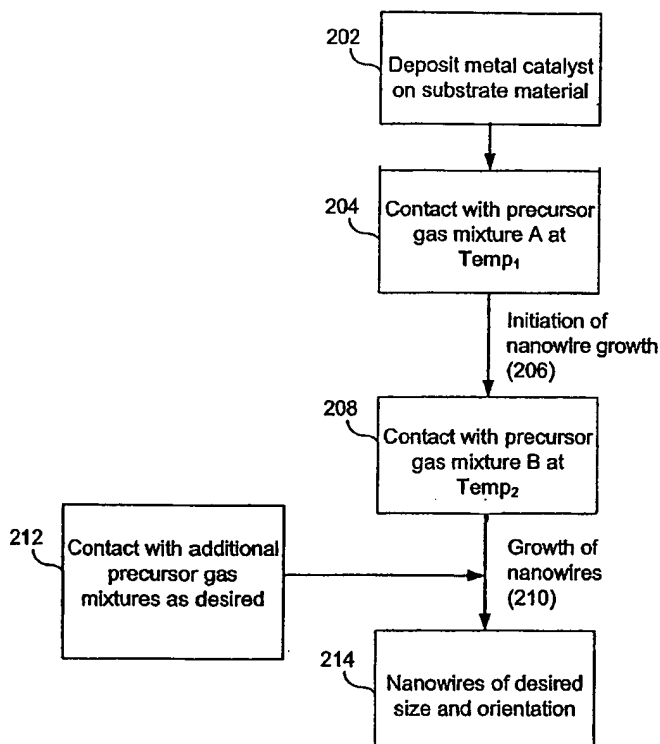 202
Deposit metal catalyst
on substrate material
204
Contact with precursor
gas mixture A at
Temp₁
Initiation of
nanowire growth
(206)
208
Contact with precursor
gas mixture B at
Temp₂
212
Contact with additional
precursor gas
mixtures as desired
Growth of
nanowires
(210)
214
Nanowires of desired
size and orientation